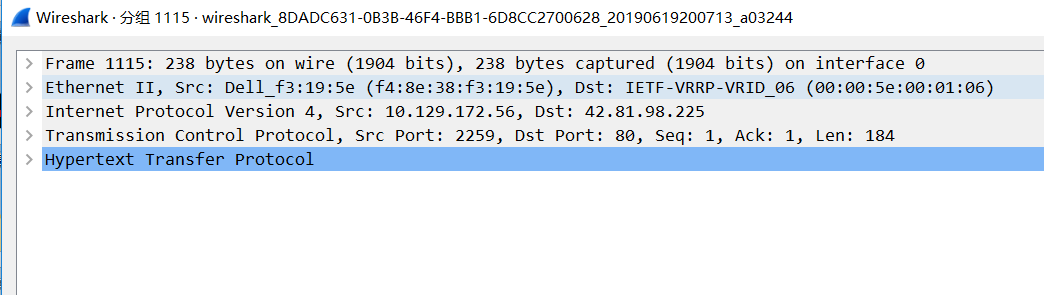 Wireshark · 分组 1115 · wireshark_8DADC631-0B3B-46F4-BBB1-6D8CC2700628_20190619200713_a03244
Frame 1115: 238 bytes on wire (1904 bits), 238 bytes captured (1904 bits) on interface 0
Ethernet II, Src: Dell_f3:19:5e (f4:8e:38:f3:19:5e), Dst: IETF-VRRP-VRID_06 (00:00:5e:00:01:06)
Internet Protocol Version 4, Src: 10.129.172.56, Dst: 42.81.98.225
Transmission Control Protocol, Src Port: 2259, Dst Port: 80, Seq: 1, Ack: 1, Len: 184
Hypertext Transfer Protocol